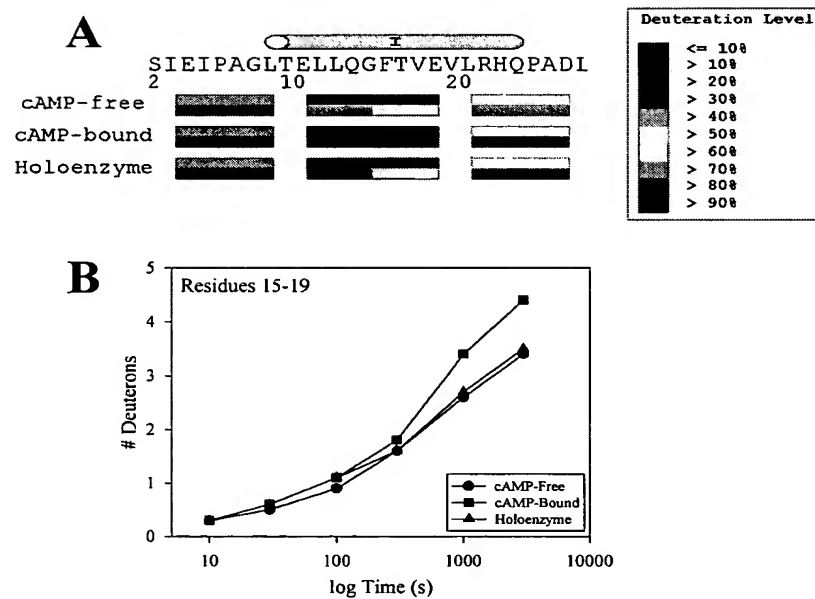 A
I
SIEIPAGLTELLQGFTVEVLRHQPADL
2 10 20
cAMP-free
cAMP-bound
Holoenzyme
Deuteration Level
<= 10%
> 10%
> 20%
> 30%
> 40%
> 50%
> 60%
> 70%
> 80%
> 90%
B
Residues 15-19
5
4
3
2
1
0
# Deuterons
10 100 1000 10000
log Time (s)
cAMP-Free
cAMP-Bound
Holoenzyme